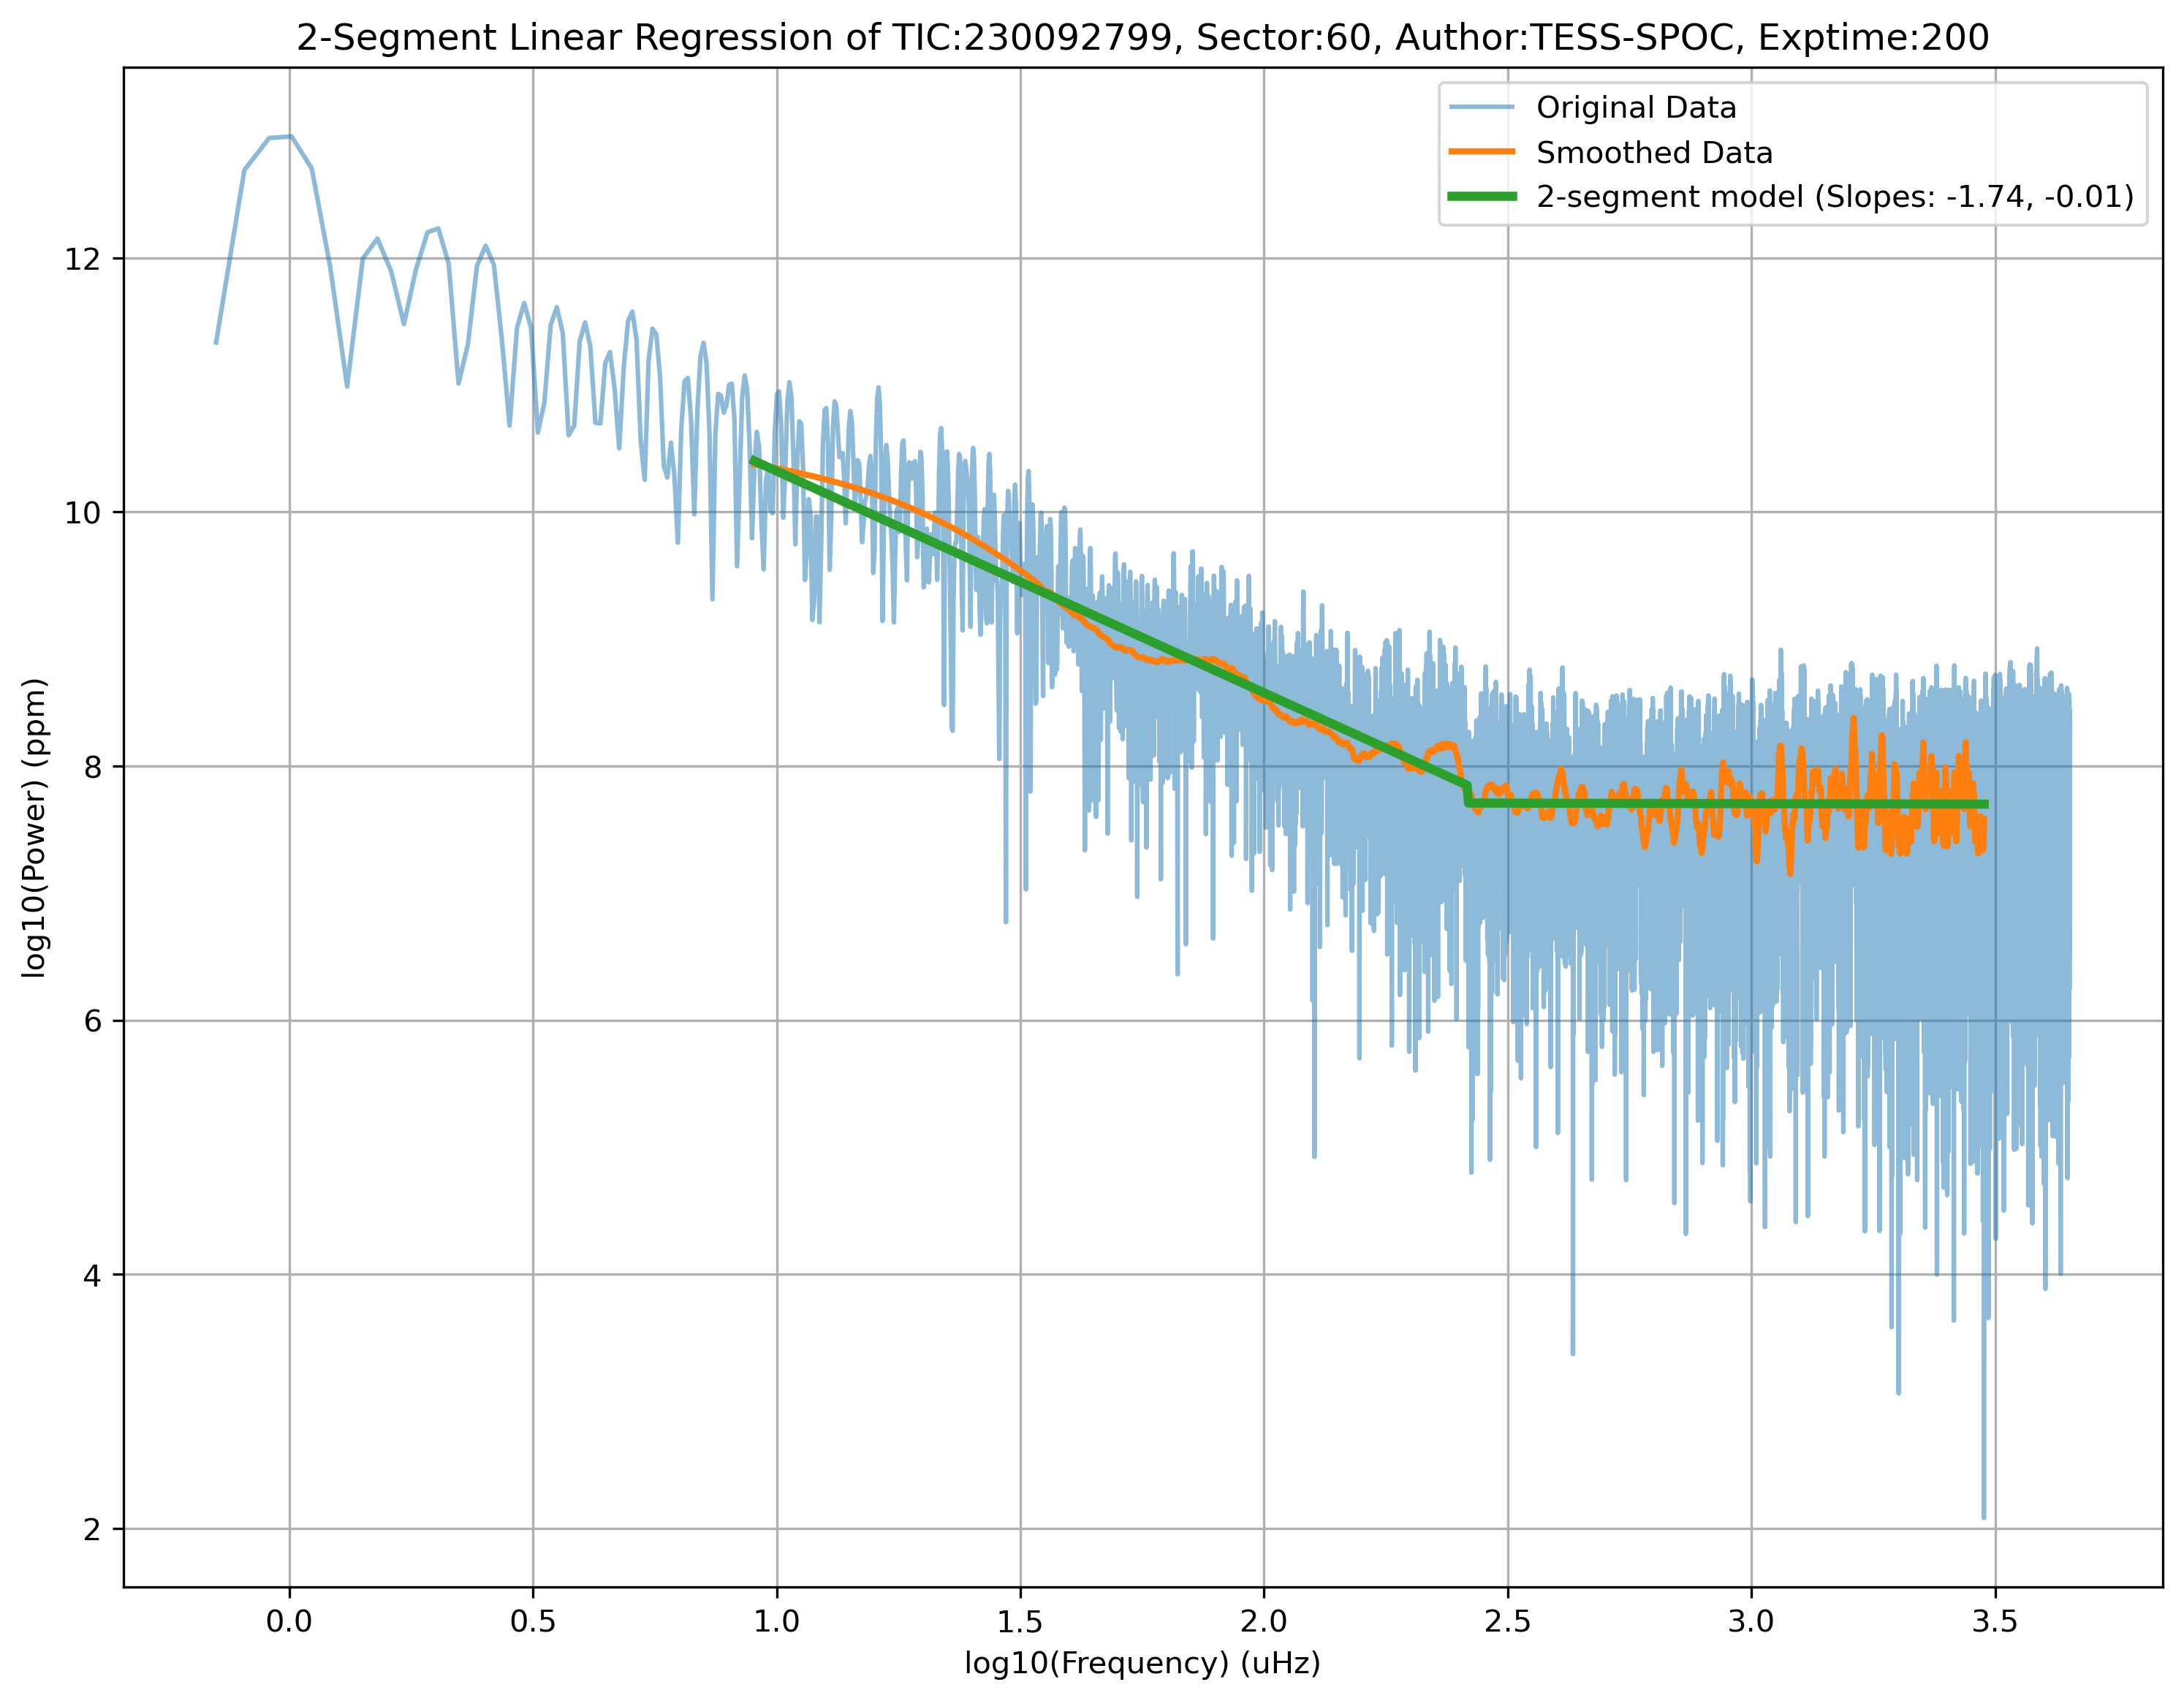 2-Segment Linear Regression of TIC:230092799, Sector:60, Author:TESS-SPOC, Exptime:200
Original Data
Smoothed Data
2-segment model (Slopes: -1.74, -0.01)
log10(Power) (ppm)
12
10
8
6
4
2
0.0 0.5 1.0 1.5 2.0 2.5 3.0 3.5
log10(Frequency) (uHz)